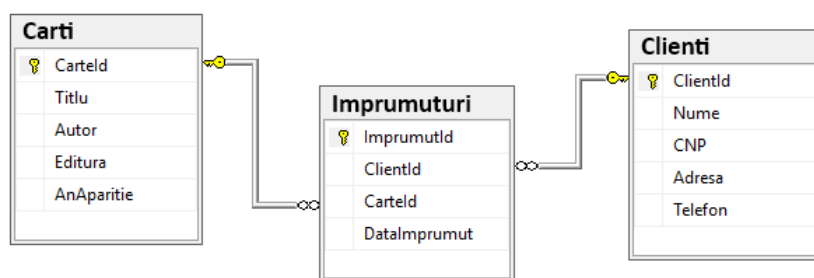 Carti
CarteId
Titlu
Autor
Editura
AnAparitie
Imprumuturi
ImprumutId
ClientId
CarteId
DataImprumut
Clienti
ClientId
Nume
CNP
Adresa
Telefon